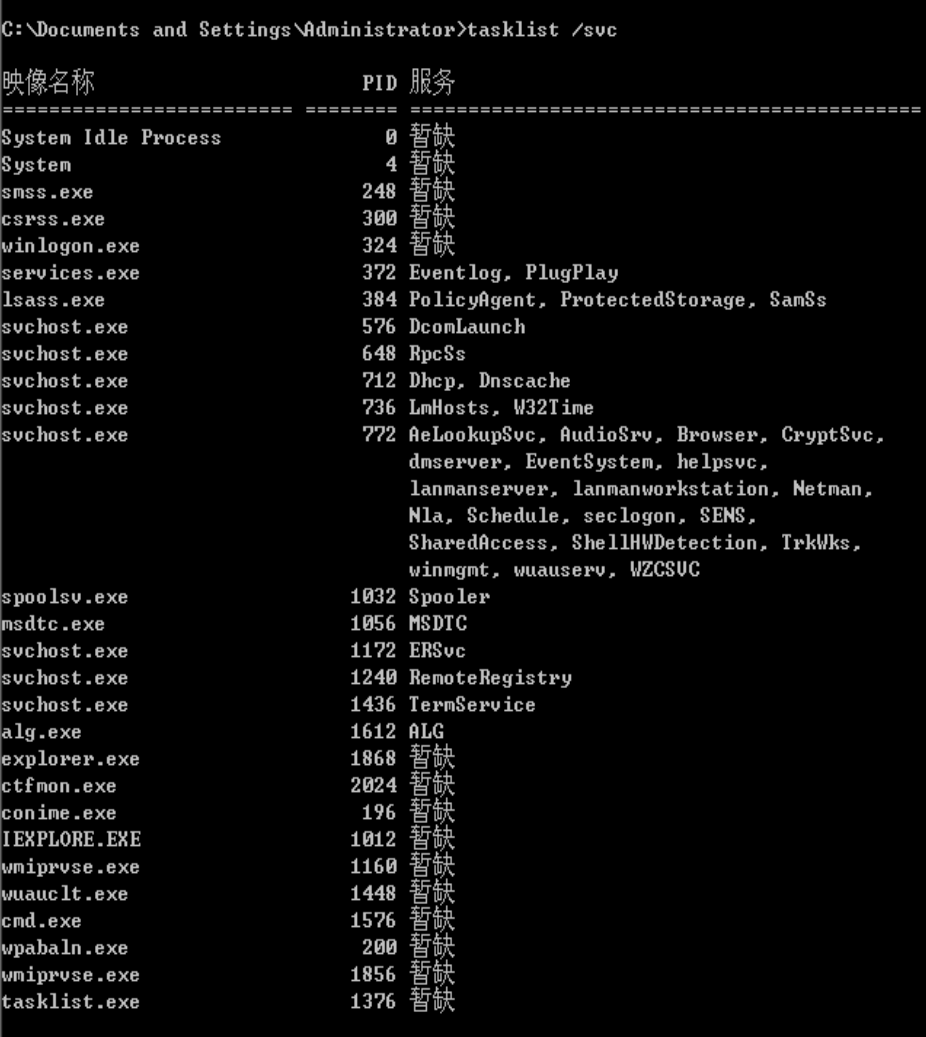 C:\Documents and Settings\Administrator>tasklist /svc
映像名称 PID 服务
========================= ======== ============================================
System Idle Process 0 暂缺
System 4 暂缺
smss.exe 248 暂缺
csrss.exe 300 暂缺
winlogon.exe 324 暂缺
services.exe 372 Eventlog, PlugPlay
lsass.exe 384 PolicyAgent, ProtectedStorage, SamSs
svchost.exe 576 DcomLaunch
svchost.exe 648 RpcSs
svchost.exe 712 Dhcp, Dnscache
svchost.exe 736 LmHosts, W32Time
svchost.exe 772 AeLookupSvc, AudioSrv, Browser, CryptSvc,
dmserver, EventSystem, helpsvc,
lanmanserver, lanmanworkstation, Netman,
Nla, Schedule, seclogon, SENS,
SharedAccess, ShellHWDetection, TrkWks,
winmgmt, wuauserv, WZCSVC
spoolsv.exe 1032 Spooler
msdtc.exe 1056 MSDTC
svchost.exe 1172 ERSvc
svchost.exe 1240 RemoteRegistry
svchost.exe 1436 TermService
alg.exe 1612 ALG
explorer.exe 1868 暂缺
ctfmon.exe 2024 暂缺
conime.exe 196 暂缺
IEXPLORE.EXE 1012 暂缺
wmiprvse.exe 1160 暂缺
wuauclt.exe 1448 暂缺
cmd.exe 1576 暂缺
wpabaln.exe 200 暂缺
wmiprvse.exe 1856 暂缺
tasklist.exe 1376 暂缺